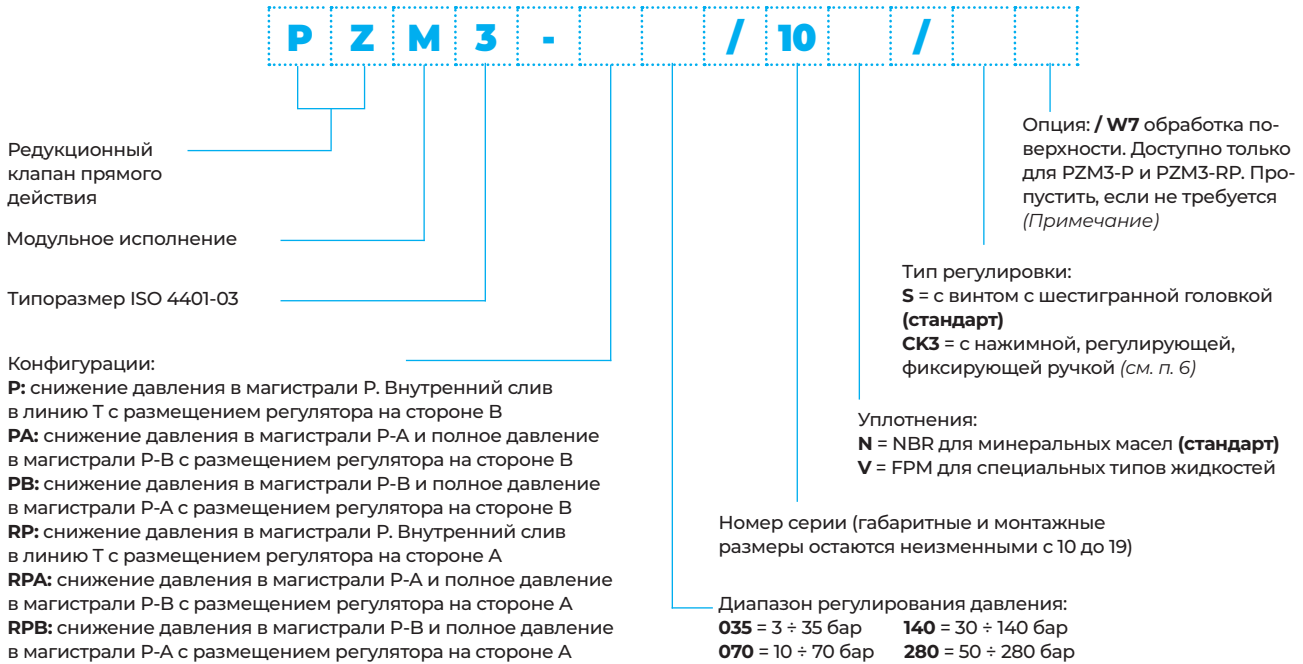 PZM3- /10 /
Редукционный
клапан прямого
действия
Модульное исполнение
Типоразмер ISO 4401-03
Конфигурации:
P: снижение давления в магистрали P. Внутренний слив
в линию T с размещением регулятора на стороне B
PA: снижение давления в магистрали P-A и полное давление
в магистрали P-B с размещением регулятора на стороне B
PB: снижение давления в магистрали P-B и полное давление
в магистрали P-A с размещением регулятора на стороне B
RP: снижение давления в магистрали P. Внутренний слив
в линию T с размещением регулятора на стороне A
RPA: снижение давления в магистрали P-A и полное давление
в магистрали P-B с размещением регулятора на стороне A
RPB: снижение давления в магистрали P-B и полное давление
в магистрали P-A с размещением регулятора на стороне A
Опция: / W7 обработка по-
верхности. Доступно только
для PZM3-P и PZM3-RP. Про-
пустить, если не требуется
(Примечание)
Тип регулировки:
S = с винтом с шестигранной головкой
(стандарт)
CK3 = с нажимной, регулирующей,
фиксирующей ручкой (см. п. 6)
Уплотнения:
N = NBR для минеральных масел (стандарт)
V = FPM для специальных типов жидкостей
Номер серии (габаритные и монтажные
размеры остаются неизменными с 10 до 19)
Диапазон регулирования давления:
035 = 3 ÷ 35 бар 140 = 30 ÷ 140 бар
070 = 10 ÷ 70 бар 280 = 50 ÷ 280 бар